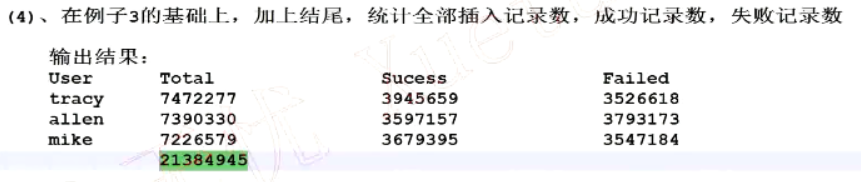 (4)、在例子3的基础上，加上结尾，统计全部插入记录数，成功记录数，失败记录数
输出结果：
User Total Sucess Failed
tracy 7472277 3945659 3526618
allen 7390330 3597157 3793173
mike 7226579 3679395 3547184
21384945